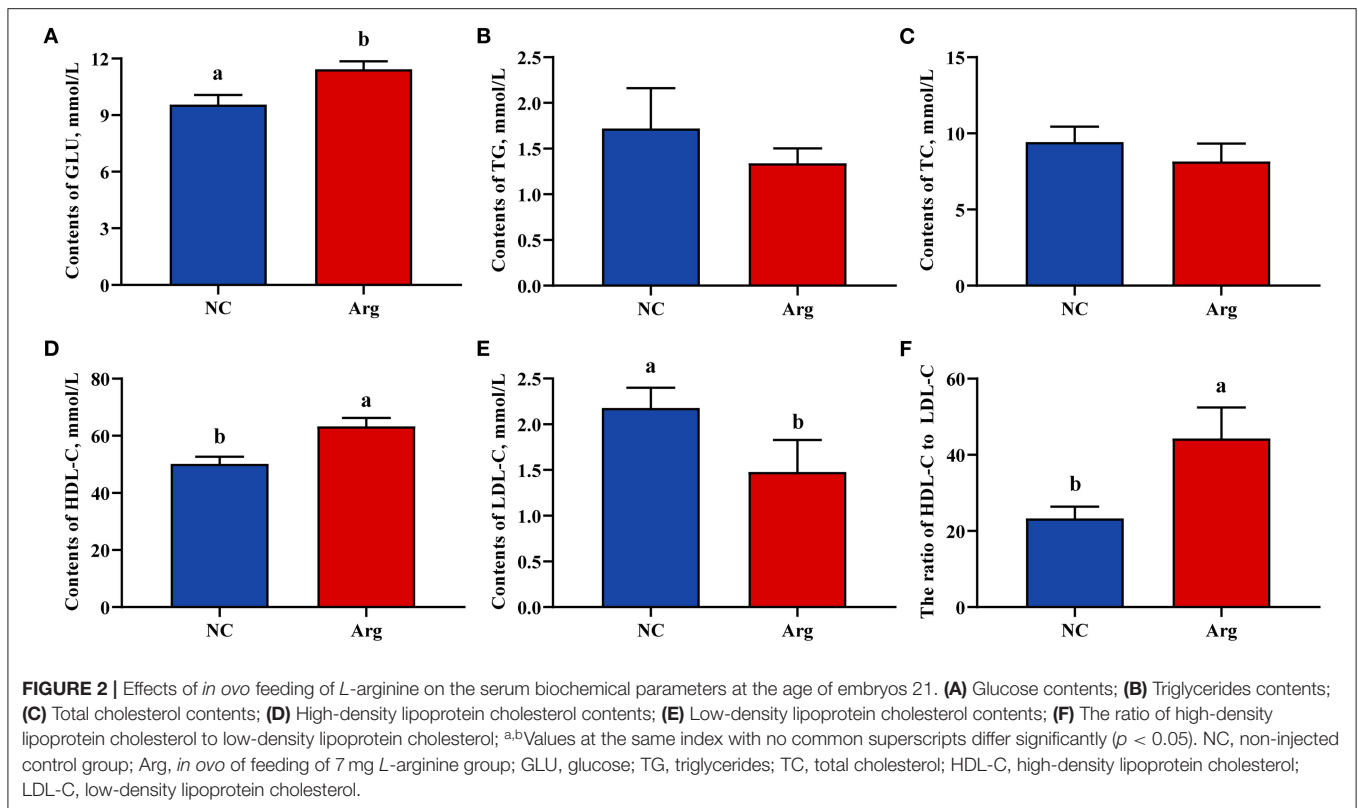 A
B
C
Contents of GLU, mmol/L
12
9
6
3
0
a
b
NC
Arg
Contents of TG, mmol/L
2.5
2.0
1.5
1.0
0.5
0.0
NC
Arg
Contents of TC, mmol/L
15
10
5
0
NC
Arg
D
E
F
Contents of HDL-C, mmol/L
80
60
40
20
0
b
a
NC
Arg
Contents of LDL-C, mmol/L
2.5
2.0
1.5
1.0
0.5
0.0
a
b
NC
Arg
The ratio of HDL-C to LDL-C
60
40
20
0
b
a
NC
Arg
FIGURE 2 | Effects of in ovo feeding of L-arginine on the serum biochemical parameters at the age of embryos 21. (A) Glucose contents; (B) Triglycerides contents;
(C) Total cholesterol contents; (D) High-density lipoprotein cholesterol contents; (E) Low-density lipoprotein cholesterol contents; (F) The ratio of high-density
lipoprotein cholesterol to low-density lipoprotein cholesterol; a,bValues at the same index with no common superscripts differ significantly (p < 0.05). NC, non-injected
control group; Arg, in ovo of feeding of 7 mg L-arginine group; GLU, glucose; TG, triglycerides; TC, total cholesterol; HDL-C, high-density lipoprotein cholesterol;
LDL-C, low-density lipoprotein cholesterol.